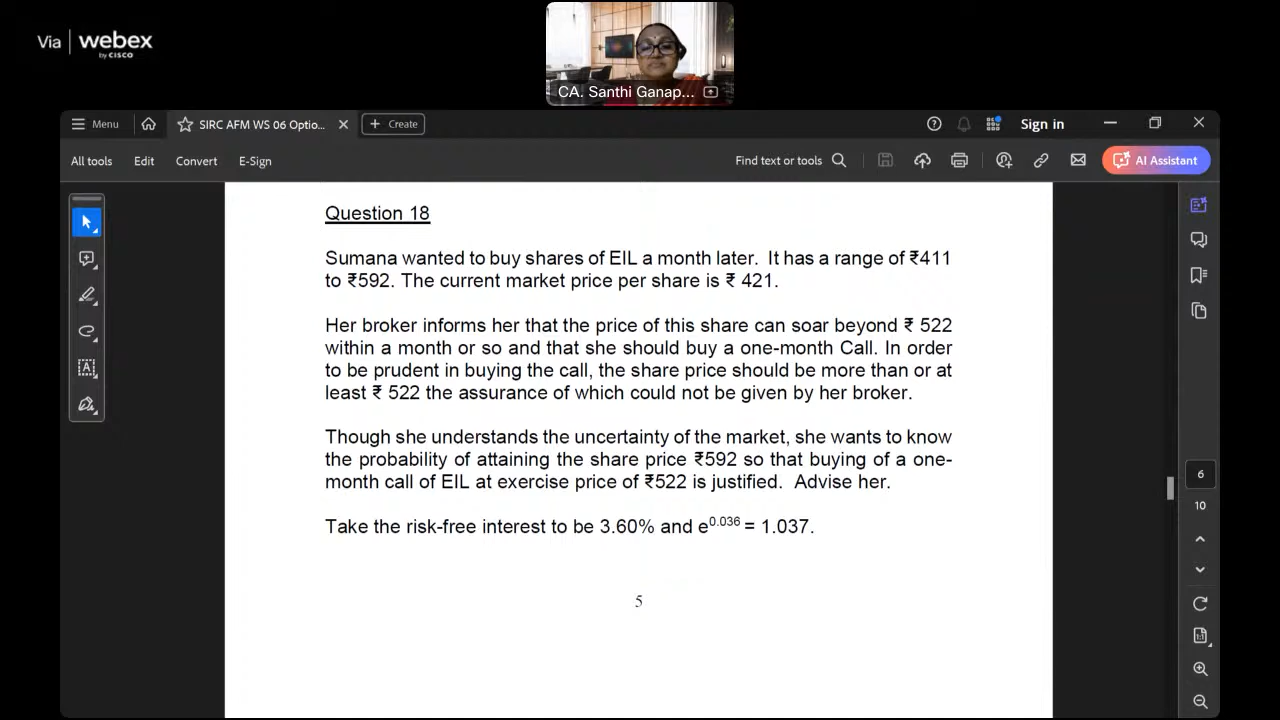 Via webex
by CISCO
CA. Santhi Ganap...
Menu
SIRC AFM WS 06 Optio...
Create
Sign in
All tools
Edit
Convert
E-Sign
Find text or tools
AI Assistant
Question 18
Sumana wanted to buy shares of EIL a month later. It has a range of ₹411
to ₹592. The current market price per share is ₹ 421.
Her broker informs her that the price of this share can soar beyond ₹ 522
within a month or so and that she should buy a one-month Call. In order
to be prudent in buying the call, the share price should be more than or at
least ₹ 522 the assurance of which could not be given by her broker.
Though she understands the uncertainty of the market, she wants to know
the probability of attaining the share price ₹592 so that buying of a one-
month call of EIL at exercise price of ₹522 is justified. Advise her.
Take the risk-free interest to be 3.60% and e0.036 = 1.037.
5
6
10
1:1